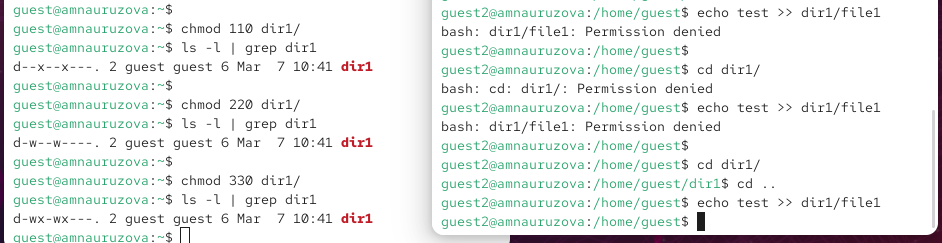 guest@amnauruzova:~$
guest@amnauruzova:~$ chmod 110 dir1/
guest@amnauruzova:~$ ls -l | grep dir1
d--x--x---. 2 guest guest 6 Mar  7 10:41 dir1
guest@amnauruzova:~$
guest@amnauruzova:~$ chmod 220 dir1/
guest@amnauruzova:~$ ls -l | grep dir1
d-w--w----. 2 guest guest 6 Mar  7 10:41 dir1
guest@amnauruzova:~$
guest@amnauruzova:~$ chmod 330 dir1/
guest@amnauruzova:~$ ls -l | grep dir1
d-wx-wx---. 2 guest guest 6 Mar  7 10:41 dir1
guest@amnauruzova:~$
guest2@amnauruzova:/home/guest$ echo test >> dir1/file1
bash: dir1/file1: Permission denied
guest2@amnauruzova:/home/guest$
guest2@amnauruzova:/home/guest$ cd dir1/
bash: cd: dir1/: Permission denied
guest2@amnauruzova:/home/guest$ echo test >> dir1/file1
bash: dir1/file1: Permission denied
guest2@amnauruzova:/home/guest$
guest2@amnauruzova:/home/guest$ cd dir1/
guest2@amnauruzova:/home/guest/dir1$ cd ..
guest2@amnauruzova:/home/guest$ echo test >> dir1/file1
guest2@amnauruzova:/home/guest$